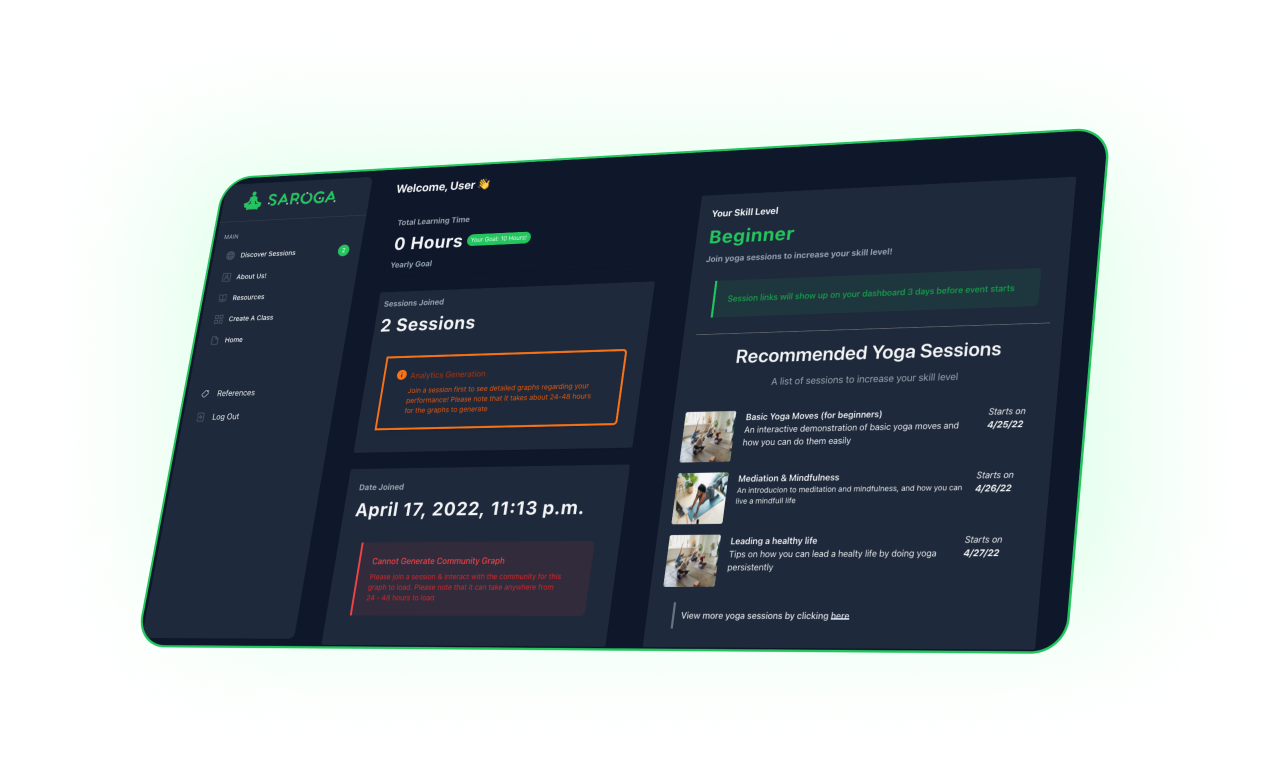 SAROGA
MAIN
Discover Sessions
2
About Us!
Resources
Create A Class
Home
References
Log Out
Welcome, User 👋
Total Learning Time
0 Hours
Your Goal: 10 Hours!
Yearly Goal
Sessions Joined
2 Sessions
Analytics Generation
Join a session first to see detailed graphs regarding your
performance! Please note that it takes about 24-48 hours
for the graphs to generate
Date Joined
April 17, 2022, 11:13 p.m.
Cannot Generate Community Graph
Please join a session & interact with the community for this
graph to load. Please note that it can take anywhere from
24 - 48 hours to load
Your Skill Level
Beginner
Join yoga sessions to increase your skill level!
Session links will show up on your dashboard 3 days before event starts
Recommended Yoga Sessions
A list of sessions to increase your skill level
Basic Yoga Moves (for beginners)
An interactive demonstration of basic yoga moves and
how you can do them easily
Starts on
4/25/22
Mediation & Mindfulness
An introducion to meditation and mindfulness, and how you can
live a mindfull life
Starts on
4/26/22
Leading a healthy life
Tips on how you can lead a healty life by doing yoga
persistently
Starts on
4/27/22
View more yoga sessions by clicking here